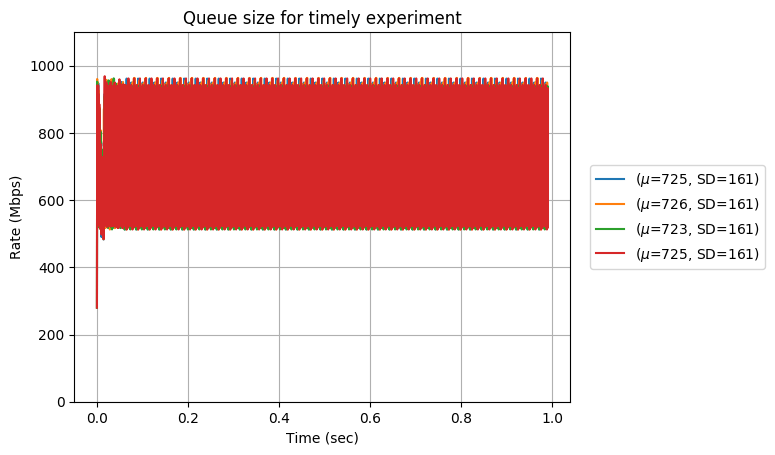 Queue size for timely experiment
Rate (Mbps)
1000
800
600
400
200
0
0.0 0.2 0.4 0.6 0.8 1.0
Time (sec)
(μ=725, SD=161)
(μ=726, SD=161)
(μ=723, SD=161)
(μ=725, SD=161)